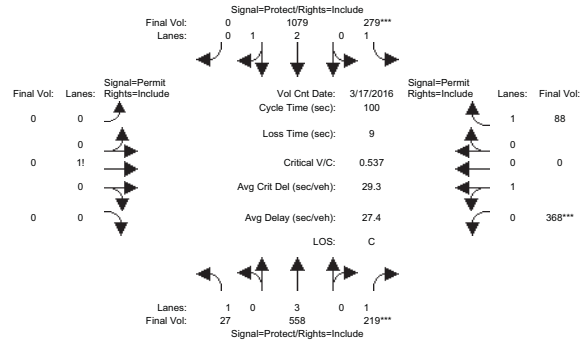 Signal=Protect/Rights=Include
Final Vol: 0 1079 279***
Lanes: 0 1 2 0 1
Signal=Permit Signal=Permit
Final Vol: Lanes: Rights=Include Vol Cnt Date: 3/17/2016 Rights=Include Lanes: Final Vol:
Cycle Time (sec): 100
0 0 1 88
Loss Time (sec): 9
0 0
0 1! Critical V/C: 0.537 0 0
0 Avg Crit Del (sec/veh): 29.3 1
0 0 Avg Delay (sec/veh): 27.4 0 368***
LOS: C
Lanes: 1 0 3 0 1
Final Vol: 27 558 219***
Signal=Protect/Rights=Include